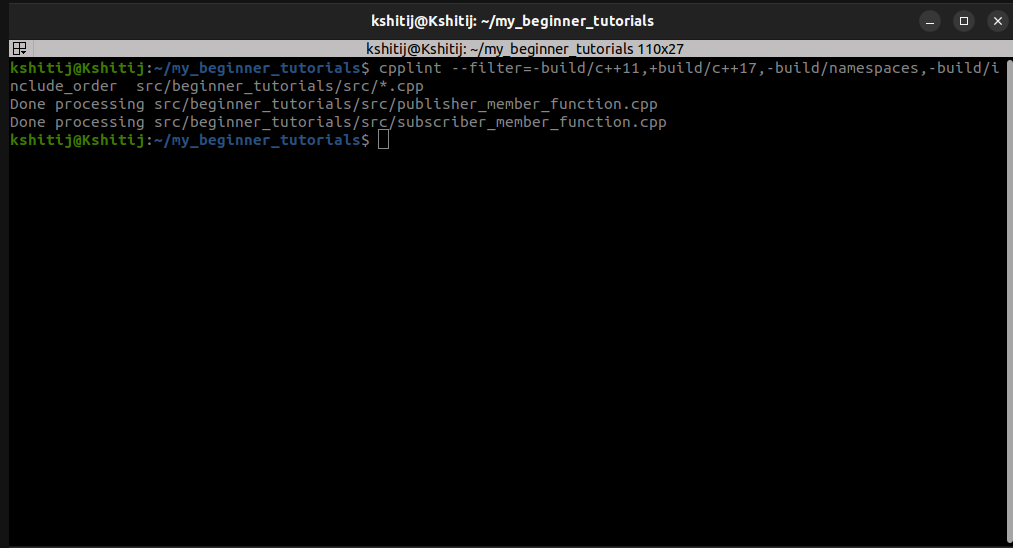 kshitij@Kshitij: ~/my_beginner_tutorials
kshitij@Kshitij: ~/my_beginner_tutorials 110x27
kshitij@Kshitij:~/my_beginner_tutorials$ cpplint --filter=-build/c++11,+build/c++17,-build/namespaces,-build/i
nclude_order  src/beginner_tutorials/src/*.cpp
Done processing src/beginner_tutorials/src/publisher_member_function.cpp
Done processing src/beginner_tutorials/src/subscriber_member_function.cpp
kshitij@Kshitij:~/my_beginner_tutorials$